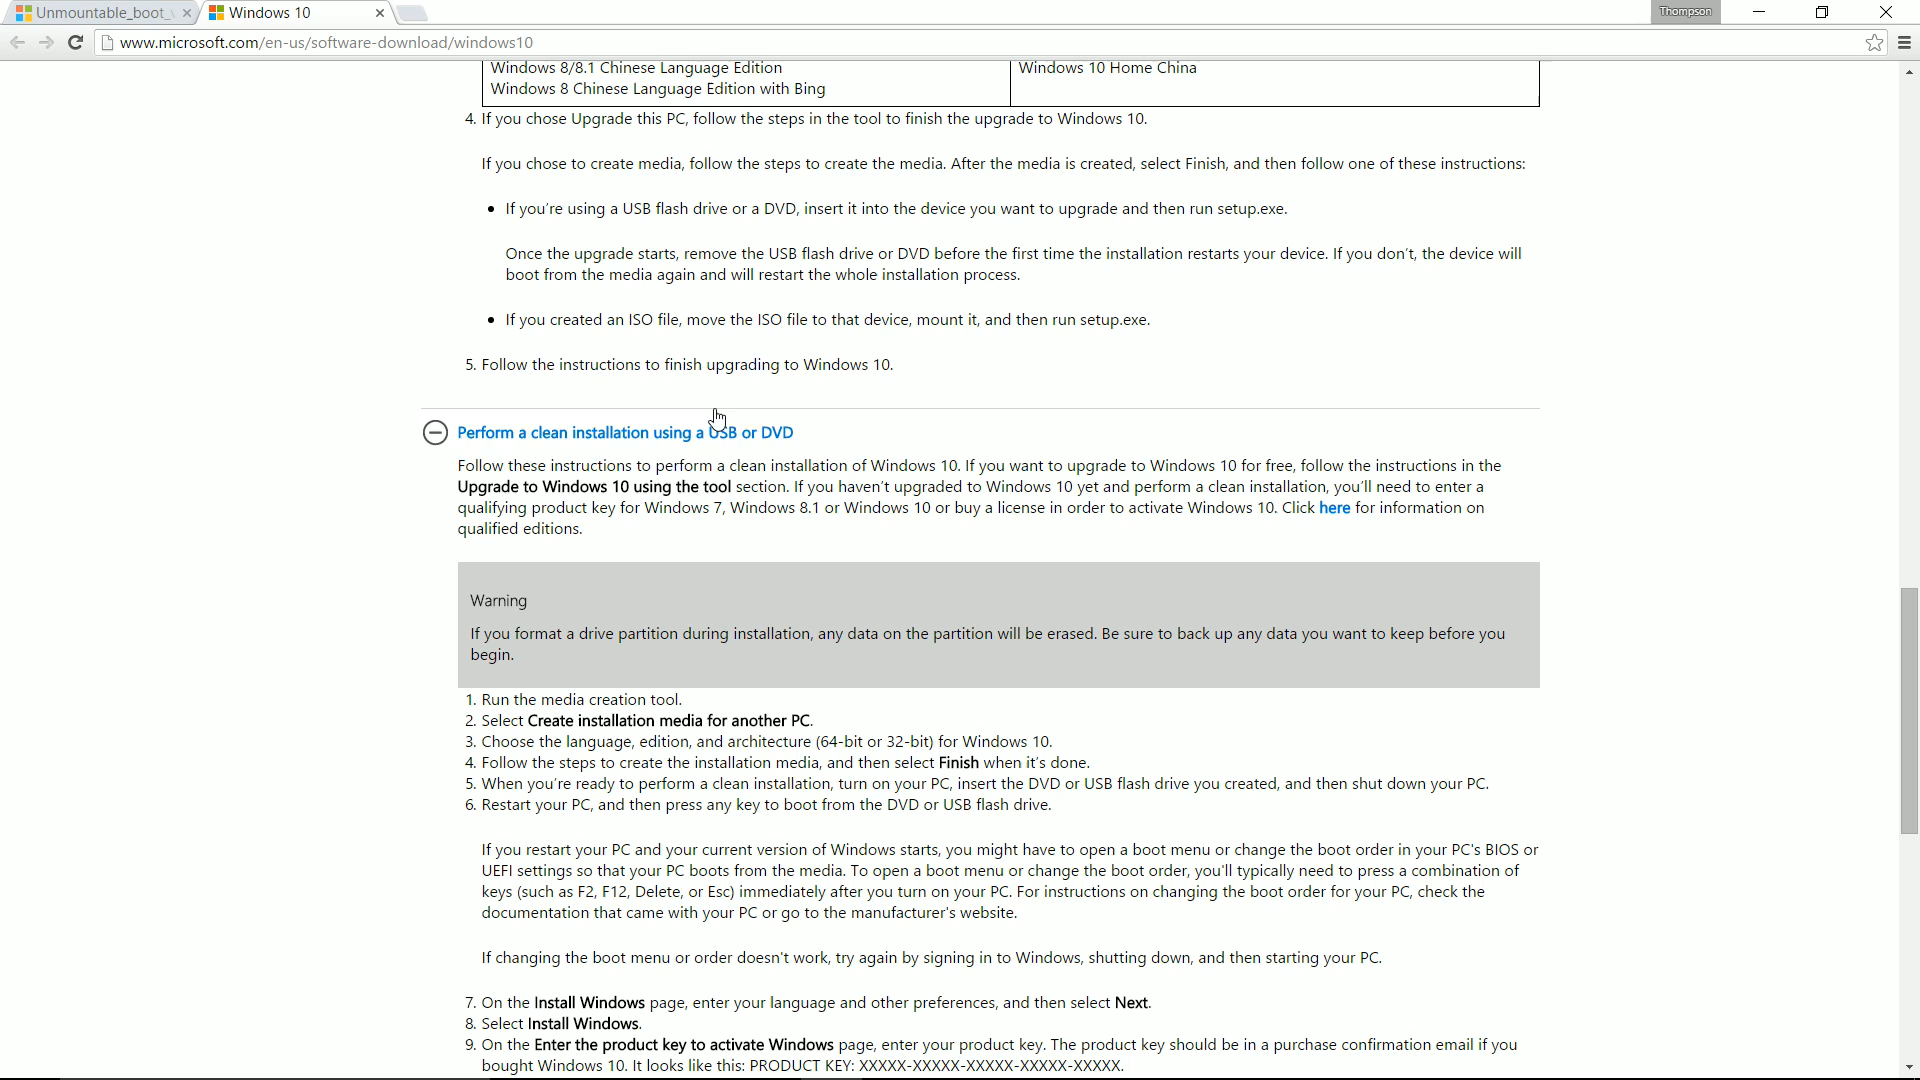 Unmountable_boot_v
Windows 10
Thompson
www.microsoft.com/en-us/software-download/windows10
Windows 8/8.1 Chinese Language Edition
Windows 8 Chinese Language Edition with Bing
Windows 10 Home China
4. If you chose Upgrade this PC, follow the steps in the tool to finish the upgrade to Windows 10.
If you chose to create media, follow the steps to create the media. After the media is created, select Finish, and then follow one of these instructions:
• If you're using a USB flash drive or a DVD, insert it into the device you want to upgrade and then run setup.exe.
Once the upgrade starts, remove the USB flash drive or DVD before the first time the installation restarts your device. If you don't, the device will
boot from the media again and will restart the whole installation process.
• If you created an ISO file, move the ISO file to that device, mount it, and then run setup.exe.
5. Follow the instructions to finish upgrading to Windows 10.
Perform a clean installation using a USB or DVD
Follow these instructions to perform a clean installation of Windows 10. If you want to upgrade to Windows 10 for free, follow the instructions in the
Upgrade to Windows 10 using the tool section. If you haven't upgraded to Windows 10 yet and perform a clean installation, you'll need to enter a
qualifying product key for Windows 7, Windows 8.1 or Windows 10 or buy a license in order to activate Windows 10. Click here for information on
qualified editions.
Warning
If you format a drive partition during installation, any data on the partition will be erased. Be sure to back up any data you want to keep before you
begin.
1. Run the media creation tool.
2. Select Create installation media for another PC.
3. Choose the language, edition, and architecture (64-bit or 32-bit) for Windows 10.
4. Follow the steps to create the installation media, and then select Finish when it's done.
5. When you're ready to perform a clean installation, turn on your PC, insert the DVD or USB flash drive you created, and then shut down your PC.
6. Restart your PC, and then press any key to boot from the DVD or USB flash drive.
If you restart your PC and your current version of Windows starts, you might have to open a boot menu or change the boot order in your PC's BIOS or
UEFI settings so that your PC boots from the media. To open a boot menu or change the boot order, you'll typically need to press a combination of
keys (such as F2, F12, Delete, or Esc) immediately after you turn on your PC. For instructions on changing the boot order for your PC, check the
documentation that came with your PC or go to the manufacturer's website.
If changing the boot menu or order doesn't work, try again by signing in to Windows, shutting down, and then starting your PC.
7. On the Install Windows page, enter your language and other preferences, and then select Next.
8. Select Install Windows.
9. On the Enter the product key to activate Windows page, enter your product key. The product key should be in a purchase confirmation email if you
bought Windows 10. It looks like this: PRODUCT KEY: XXXXX-XXXXX-XXXXX-XXXXX-XXXXX.